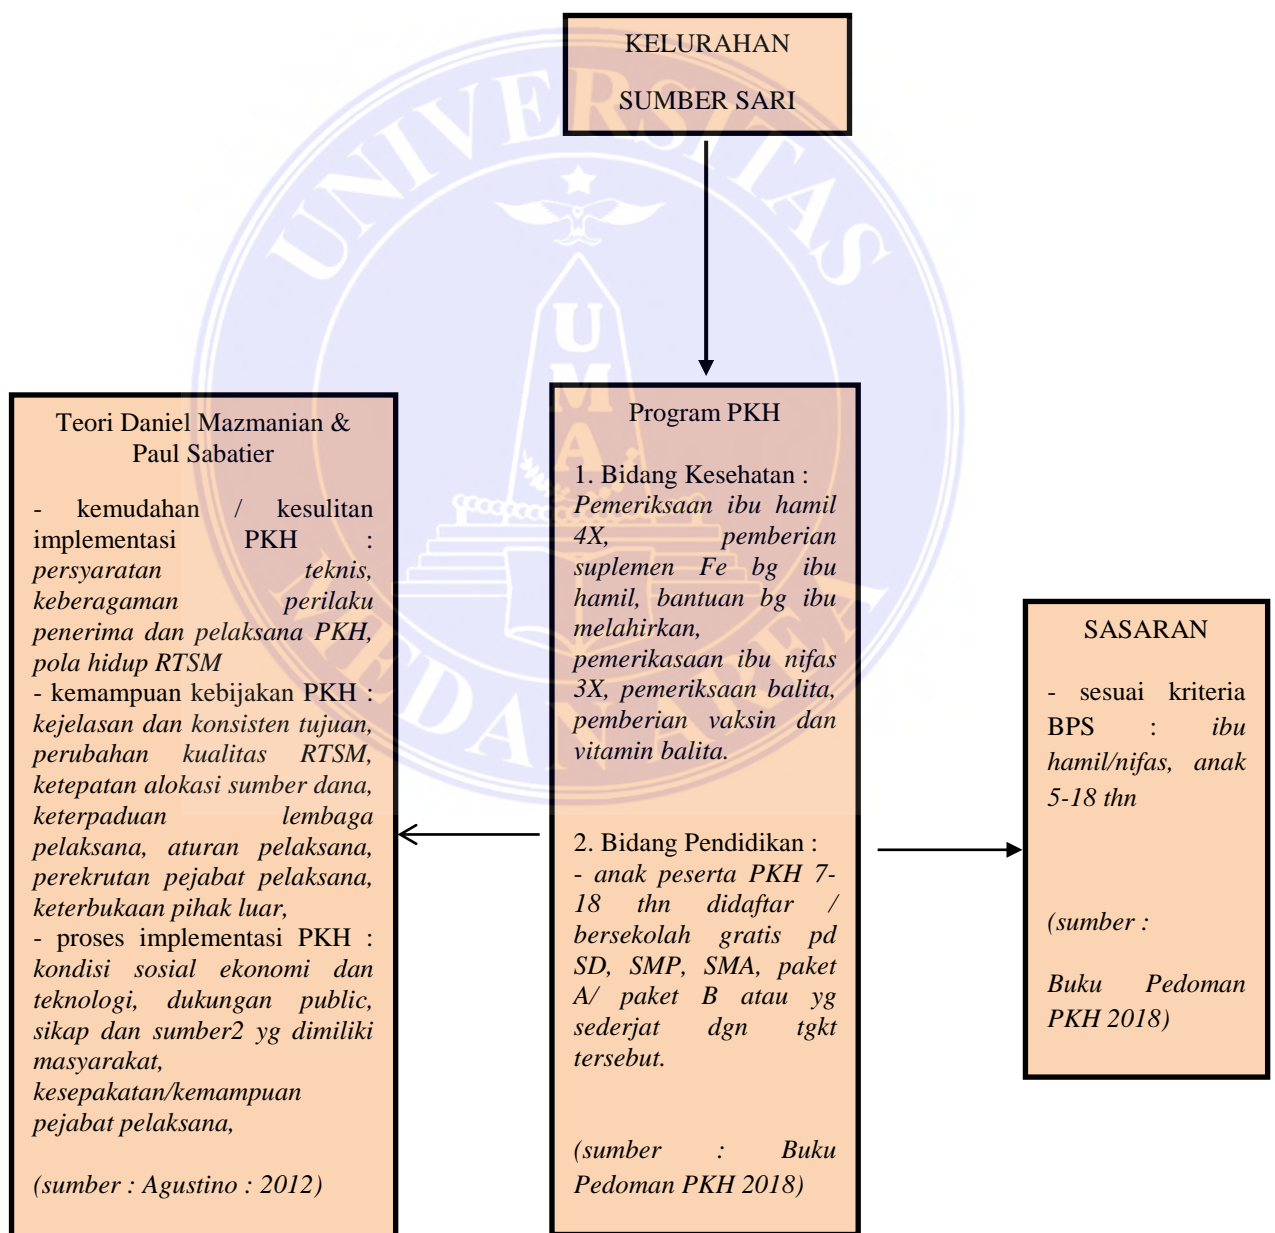 KELURAHAN
SUMBER SARI
UNIVERSITAS
MEDAN AREA
UMA
Teori Daniel Mazmanian &
Paul Sabatier
- kemudahan / kesulitan
implementasi PKH :
persyaratan teknis,
keberagaman perilaku
penerima dan pelaksana PKH,
pola hidup RTSM
- kemampuan kebijakan PKH :
kejelasan dan konsisten tujuan,
perubahan kualitas RTSM,
ketepatan alokasi sumber dana,
keterpaduan lembaga
pelaksana, aturan pelaksana,
perekrutan pejabat pelaksana,
keterbukaan pihak luar,
- proses implementasi PKH :
kondisi sosial ekonomi dan
teknologi, dukungan public,
sikap dan sumber2 yg dimiliki
masyarakat,
kesepakatan/kemampuan
pejabat pelaksana,
(sumber : Agustino : 2012)
Program PKH
1. Bidang Kesehatan :
Pemeriksaan ibu hamil
4X, pemberian
suplemen Fe bg ibu
hamil, bantuan bg ibu
melahirkan,
pemerikasaan ibu nifas
3X, pemeriksaan balita,
pemberian vaksin dan
vitamin balita.
2. Bidang Pendidikan :
- anak peserta PKH 7-
18 thn didaftar /
bersekolah gratis pd
SD, SMP, SMA, paket
A/ paket B atau yg
sederjat dgn tgkt
tersebut.
(sumber : Buku
Pedoman PKH 2018)
SASARAN
- sesuai kriteria
BPS : ibu
hamil/nifas, anak
5-18 thn
(sumber :
Buku Pedoman
PKH 2018)